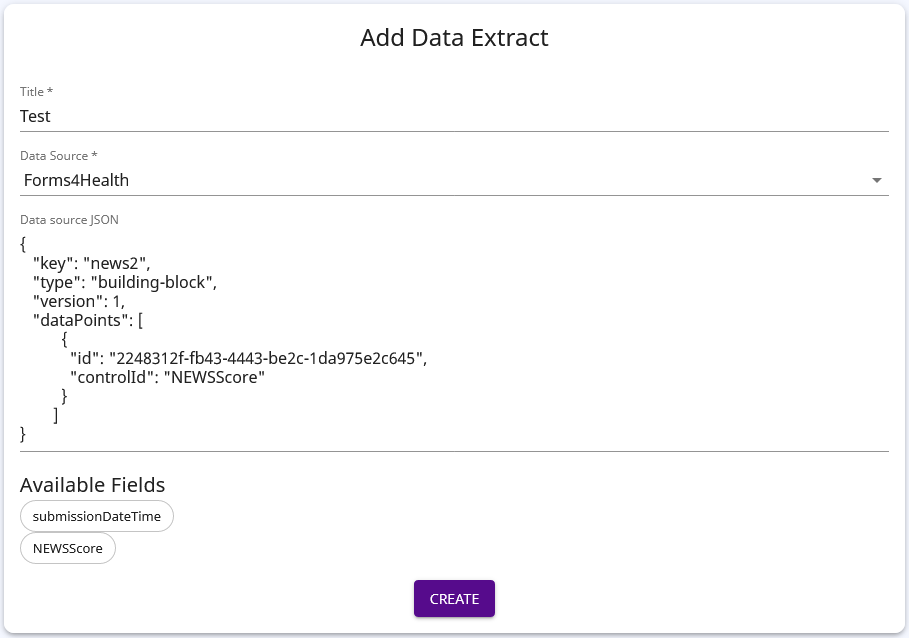 Add Data Extract
Title *
Test
Data Source *
Forms4Health
Data source JSON
{
"key": "news2",
"type": "building-block",
"version": 1,
"dataPoints": [
{
"id": "2248312f-fb43-4443-be2c-1da975e2c645",
"controlId": "NEWSScore"
}
]
}
Available Fields
submissionDateTime
NEWSScore
CREATE